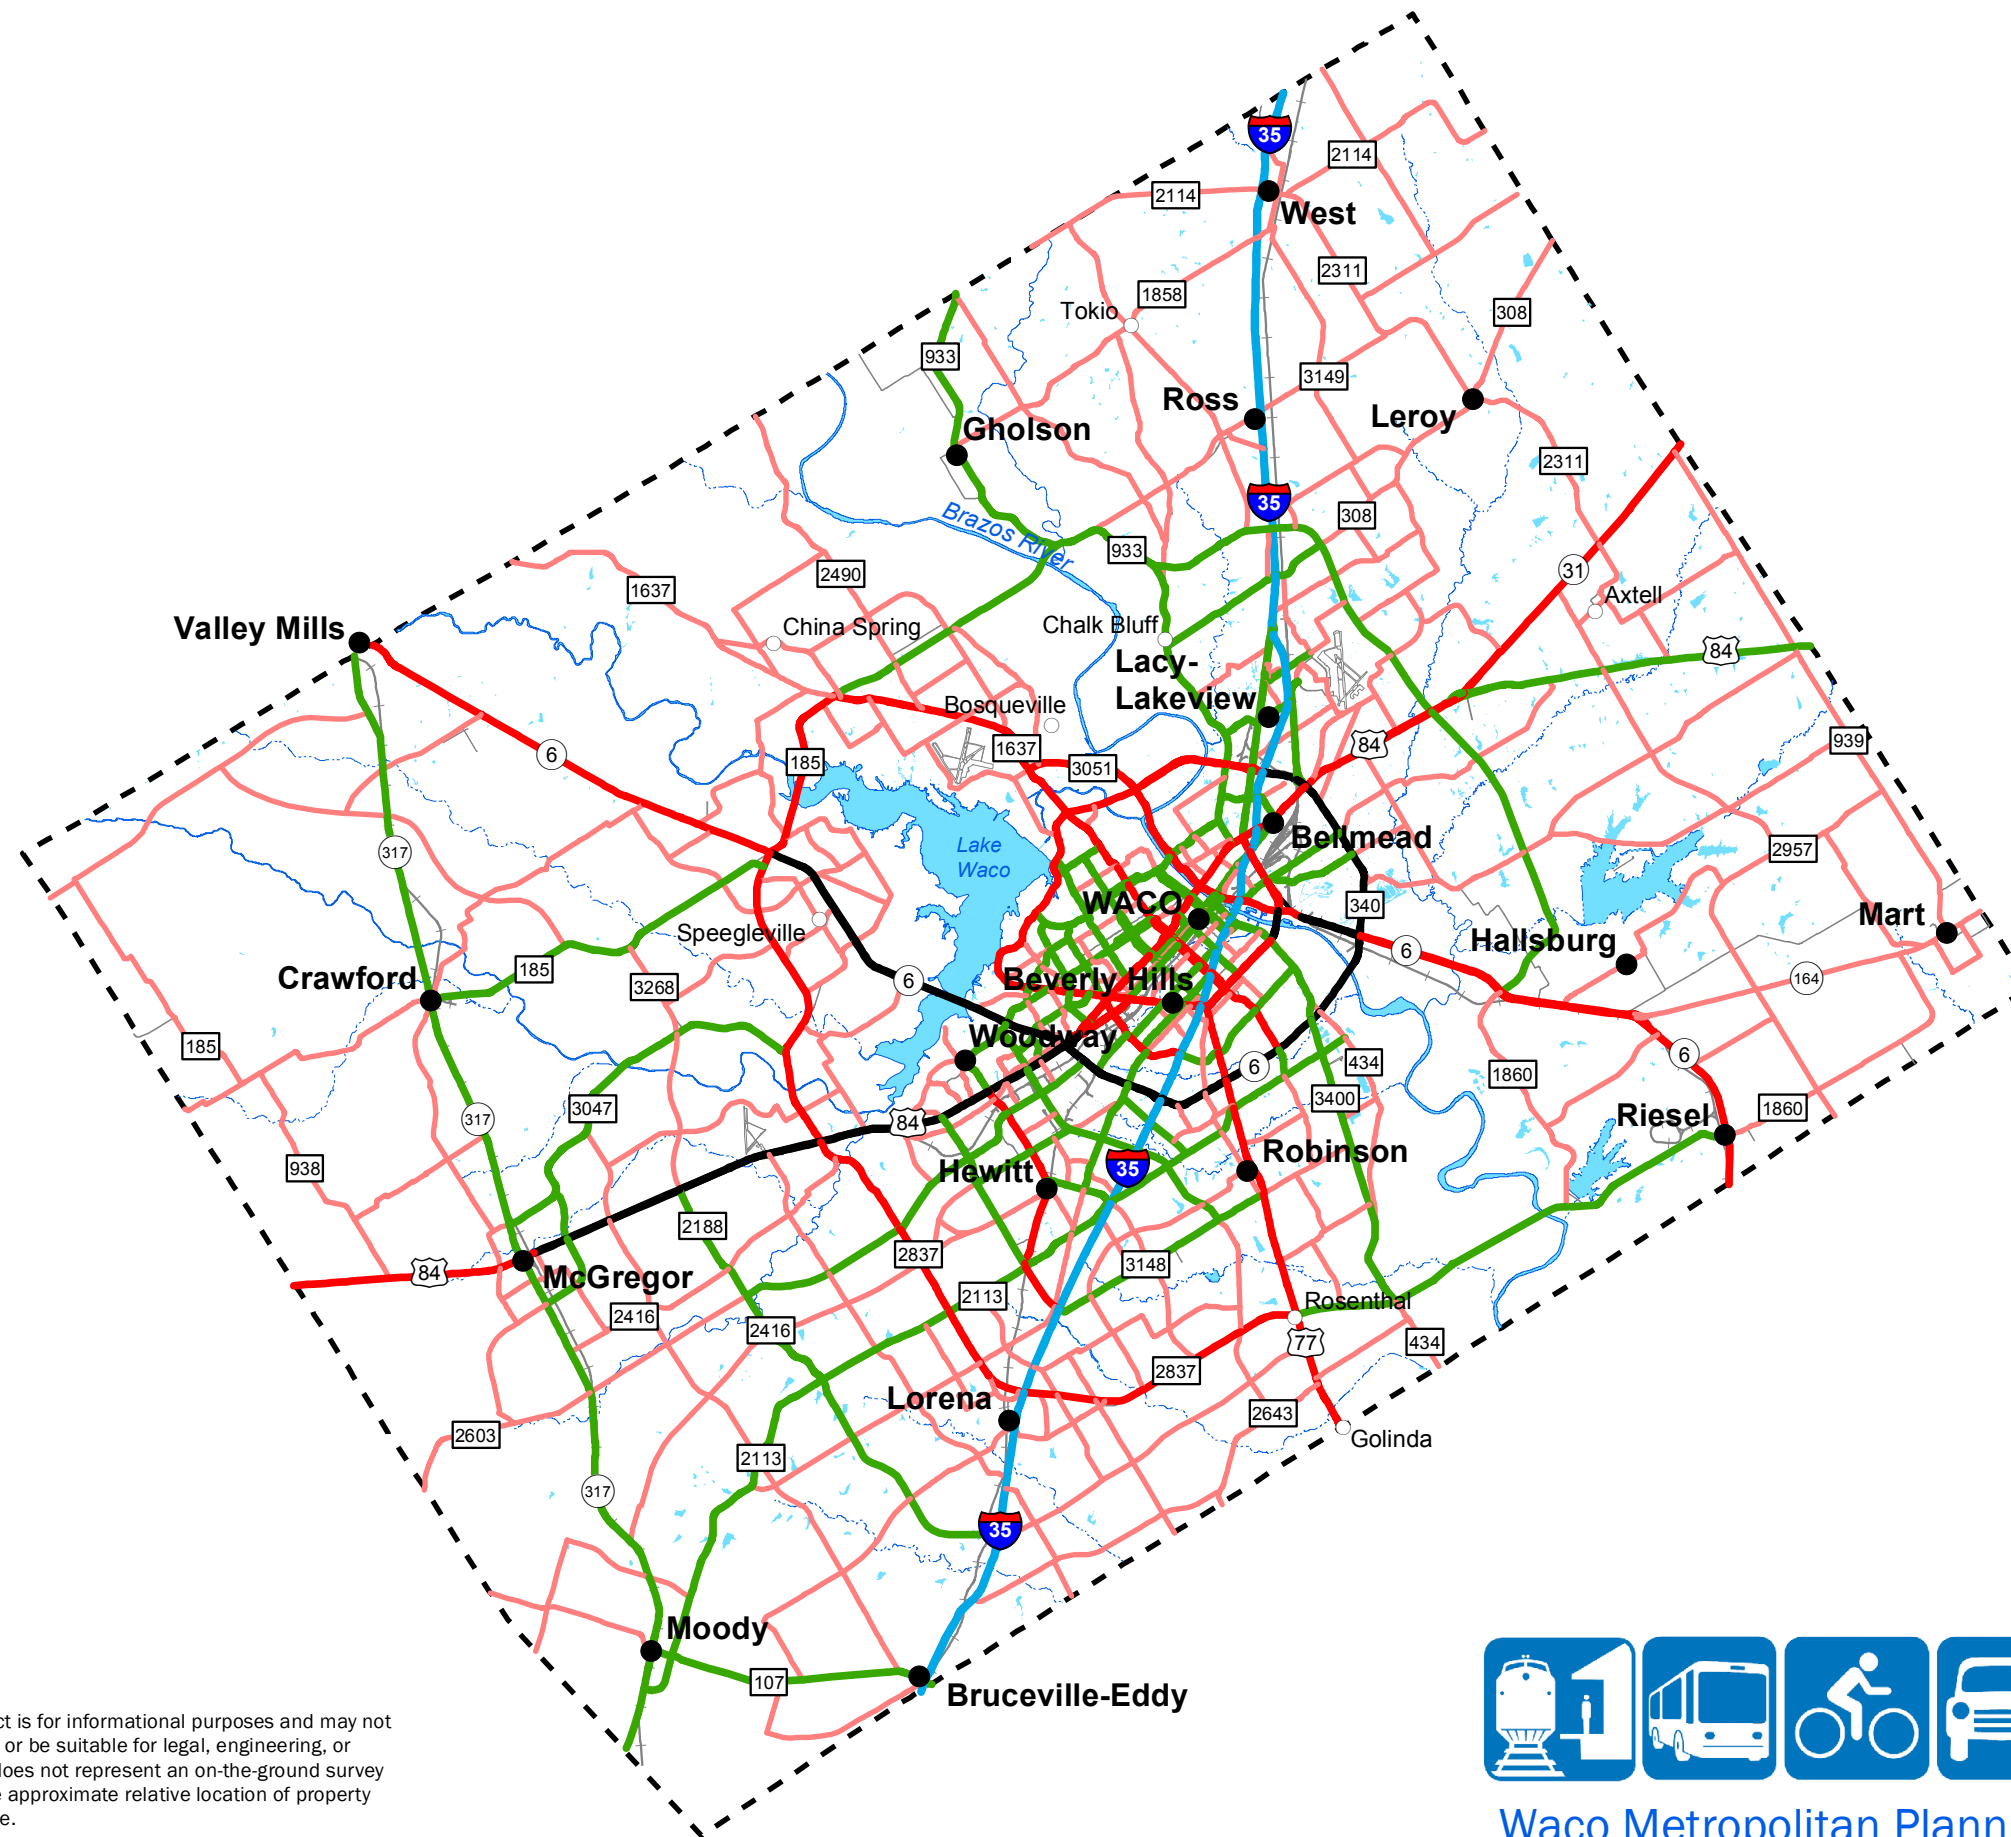 35
2114
2114
West
2311
1858
Tokio
308
933
3149
Ross
Leroy
Gholson
2311
35
308
Brazos River
933
31
2490
1637
Axtell
Valley Mills
China Spring
Chalk Bluff
84
Lacy-
Lakeview
Bosqueville
939
84
6
1637
185
3051
Bellmead
Lake
Waco
317
2957
WACO
340
Mart
Speegleville
Hallsburg
6
185
Crawford
3268
6
Beverly Hills
164
Woodway
185
6
6
434
1860
3400
3047
1860
317
84
Riesel
Robinson
938
Hewitt
35
2188
2837
3148
84
McGregor
2113
Rosenthal
2416
2416
77
434
2837
Lorena
2643
2603
Golinda
2113
317
35
Moody
107
Bruceville-Eddy
ct is for informational purposes and may not
or be suitable for legal, engineering, or
does not represent an on-the-ground survey
e approximate relative location of property
e.
Waco Metropolitan Plann